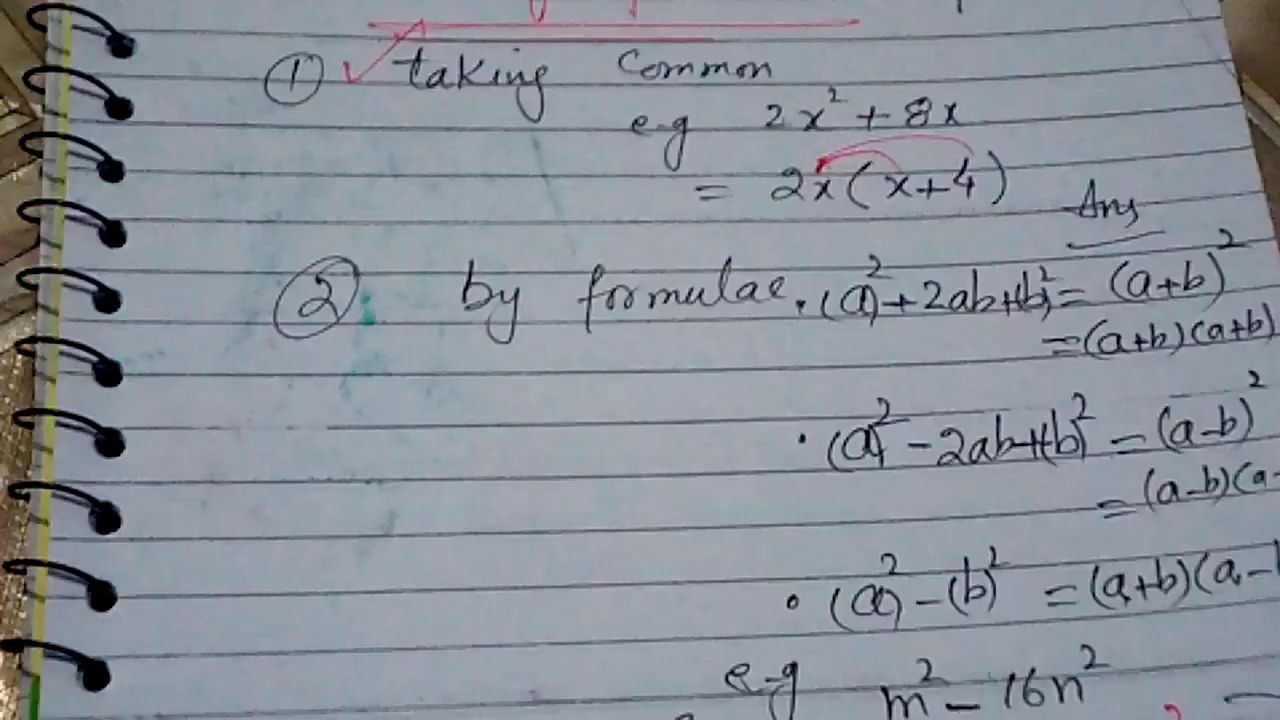 ① ✓ taking Common
e-g 2x² + 8x
= 2x(x+4)
Ans
② by formulae. (a)² + 2ab + (b)² = (a+b)²
= (a+b)(a+b)
• (a)² - 2ab + (b)² = (a-b)²
= (a-b)(a-
• (a)² - (b)² = (a+b)(a-
e-g m² - 16n²